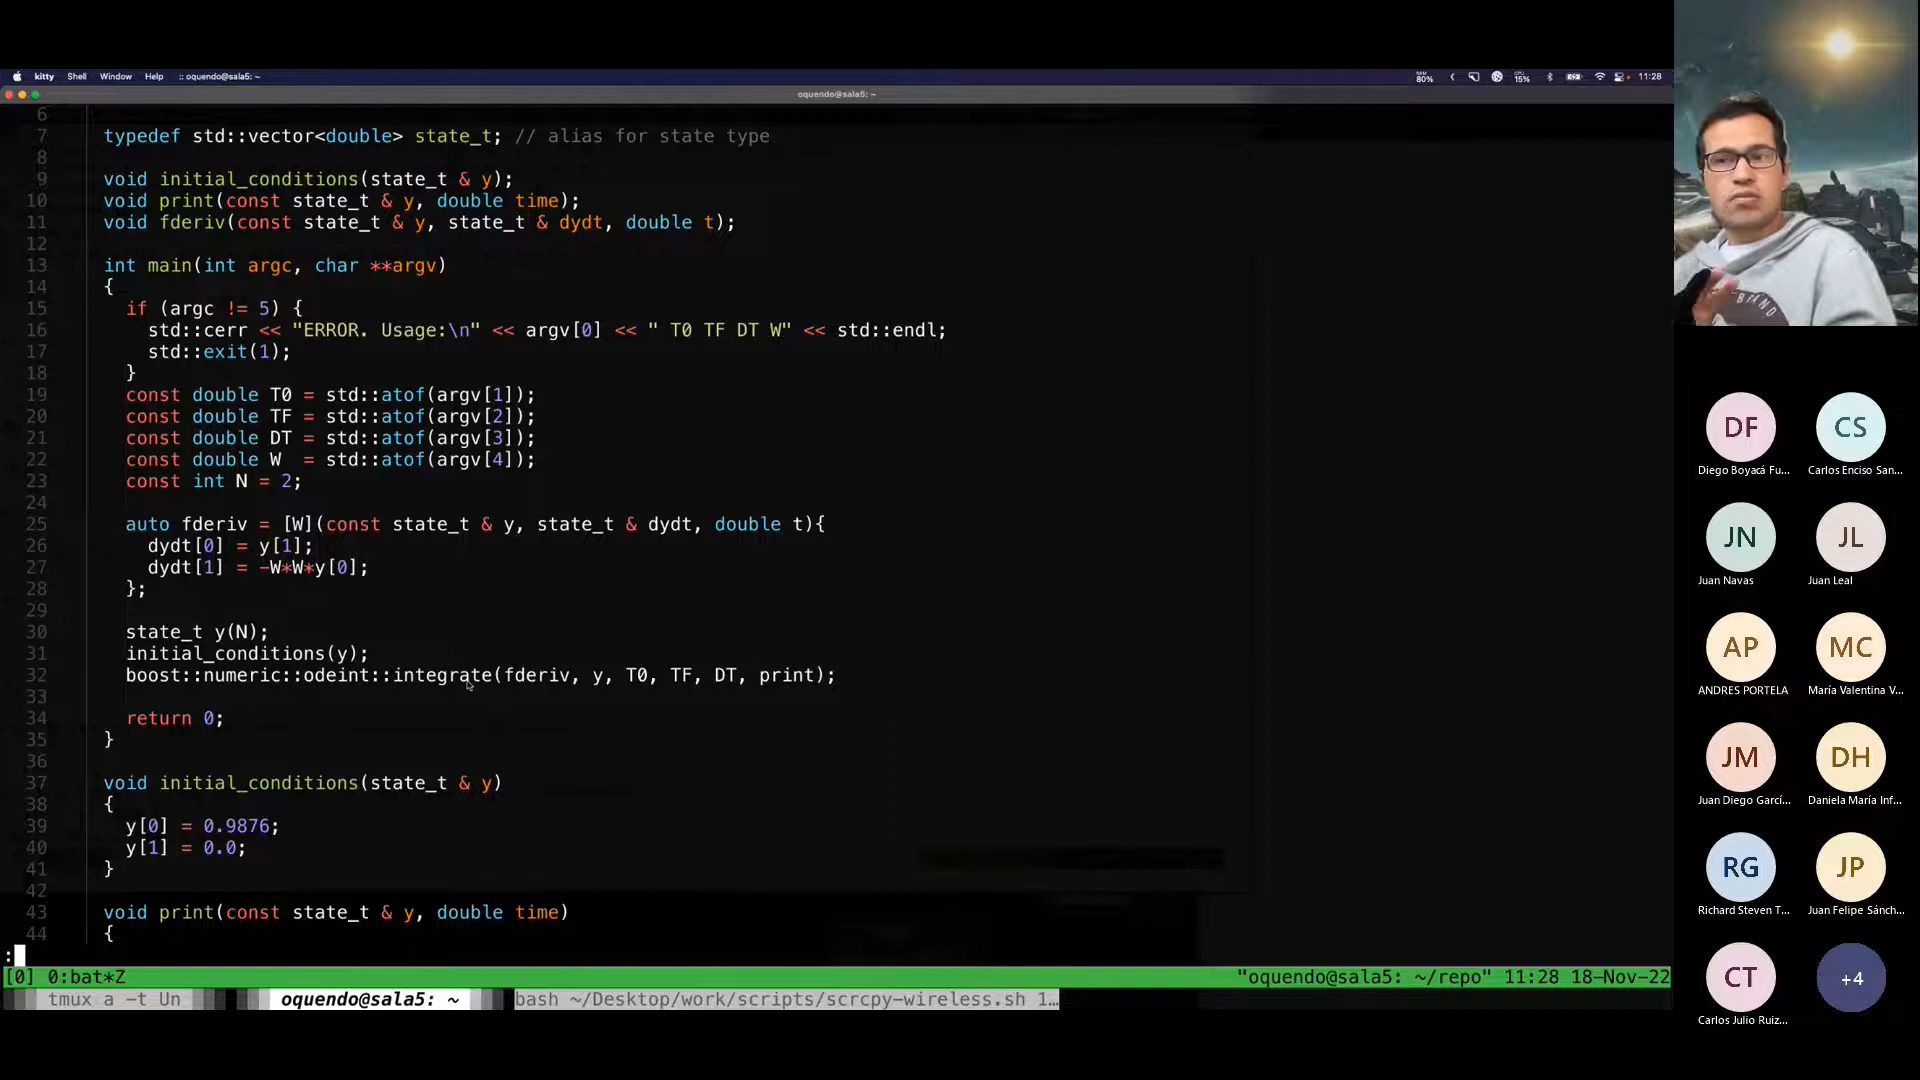 kitty Shell Window Help :: oquendo@sala5: ~
80% 15% 11:28
oquendo@sala5: ~
6
7 typedef std::vector<double> state_t; // alias for state type
8
9 void initial_conditions(state_t & y);
10 void print(const state_t & y, double time);
11 void fderiv(const state_t & y, state_t & dydt, double t);
12
13 int main(int argc, char **argv)
14 {
15   if (argc != 5) {
16     std::cerr << "ERROR. Usage:\n" << argv[0] << " T0 TF DT W" << std::endl;
17     std::exit(1);
18   }
19   const double T0 = std::atof(argv[1]);
20   const double TF = std::atof(argv[2]);
21   const double DT = std::atof(argv[3]);
22   const double W  = std::atof(argv[4]);
23   const int N = 2;
24
25   auto fderiv = [W](const state_t & y, state_t & dydt, double t){
26     dydt[0] = y[1];
27     dydt[1] = -W*W*y[0];
28   };
29
30   state_t y(N);
31   initial_conditions(y);
32   boost::numeric::odeint::integrate(fderiv, y, T0, TF, DT, print);
33
34   return 0;
35 }
36
37 void initial_conditions(state_t & y)
38 {
39   y[0] = 0.9876;
40   y[1] = 0.0;
41 }
42
43 void print(const state_t & y, double time)
44 {
:
[0] 0:bat*Z "oquendo@sala5: ~/repo" 11:28 18-Nov-22
tmux a -t Un oquendo@sala5: ~ bash ~/Desktop/work/scripts/scrcpy-wireless.sh 1…
DF CS
Diego Boyacá Fu... Carlos Enciso San...
JN JL
Juan Navas Juan Leal
AP MC
ANDRES PORTELA María Valentina V...
JM DH
Juan Diego Garcí... Daniela María Inf...
RG JP
Richard Steven T... Juan Felipe Sánch...
CT +4
Carlos Julio Ruiz...